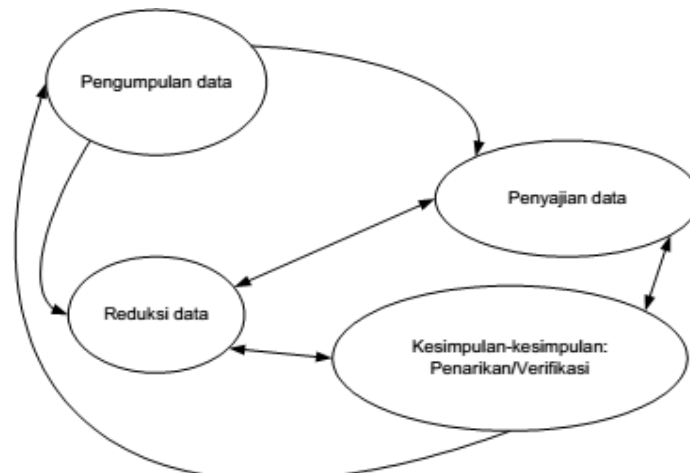 Pengumpulan data
Penyajian data
Reduksi data
Kesimpulan-kesimpulan:
Penarikan/Verifikasi